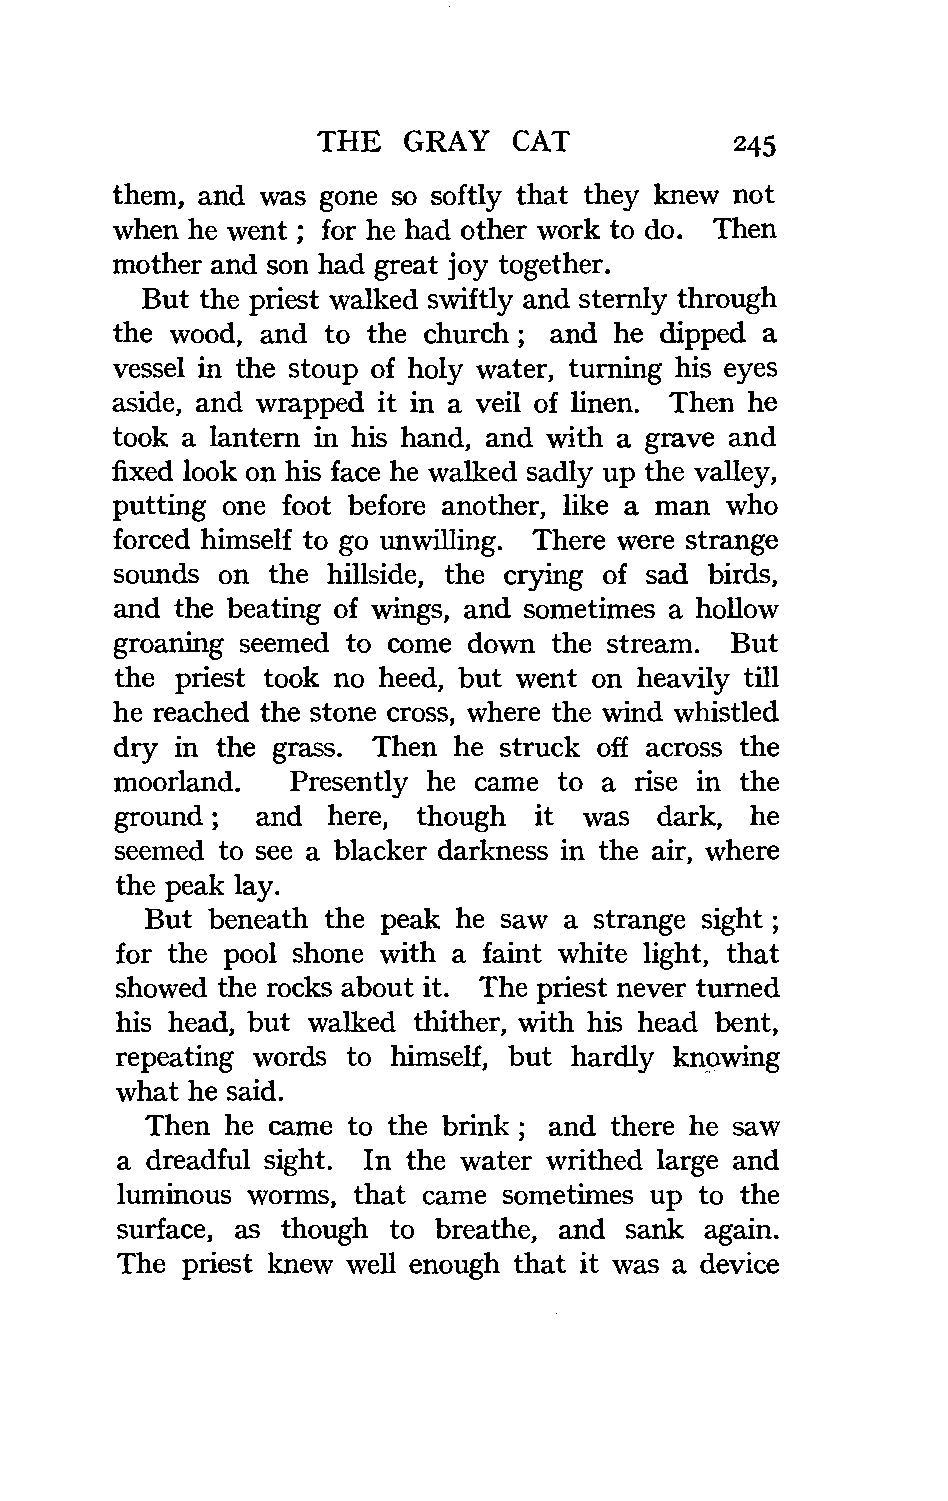 THE GRAY CAT 245
them, and was gone so softly that they knew not
when he went ; for he had other work to do. Then
mother and son had great joy together.
But the priest walked swiftly and sternly through
the wood, and to the church ; and he dipped a
vessel in the stoup of holy water, turning his eyes
aside, and wrapped it in a veil of linen. Then he
took a lantern in his hand, and with a grave and
fixed look on his face he walked sadly up the valley,
putting one foot before another, like a man who
forced himself to go unwilling. There were strange
sounds on the hillside, the crying of sad birds,
and the beating of wings, and sometimes a hollow
groaning seemed to come down the stream. But
the priest took no heed, but went on heavily till
he reached the stone cross, where the wind whistled
dry in the grass. Then he struck off across the
moorland. Presently he came to a rise in the
ground ; and here, though it was dark, he
seemed to see a blacker darkness in the air, where
the peak lay.
But beneath the peak he saw a strange sight ;
for the pool shone with a faint white light, that
showed the rocks about it. The priest never turned
his head, but walked thither, with his head bent,
repeating words to himself, but hardly knowing
what he said.
Then he came to the brink ; and there he saw
a dreadful sight. In the water writhed large and
luminous worms, that came sometimes up to the
surface, as though to breathe, and sank again.
The priest knew well enough that it was a device